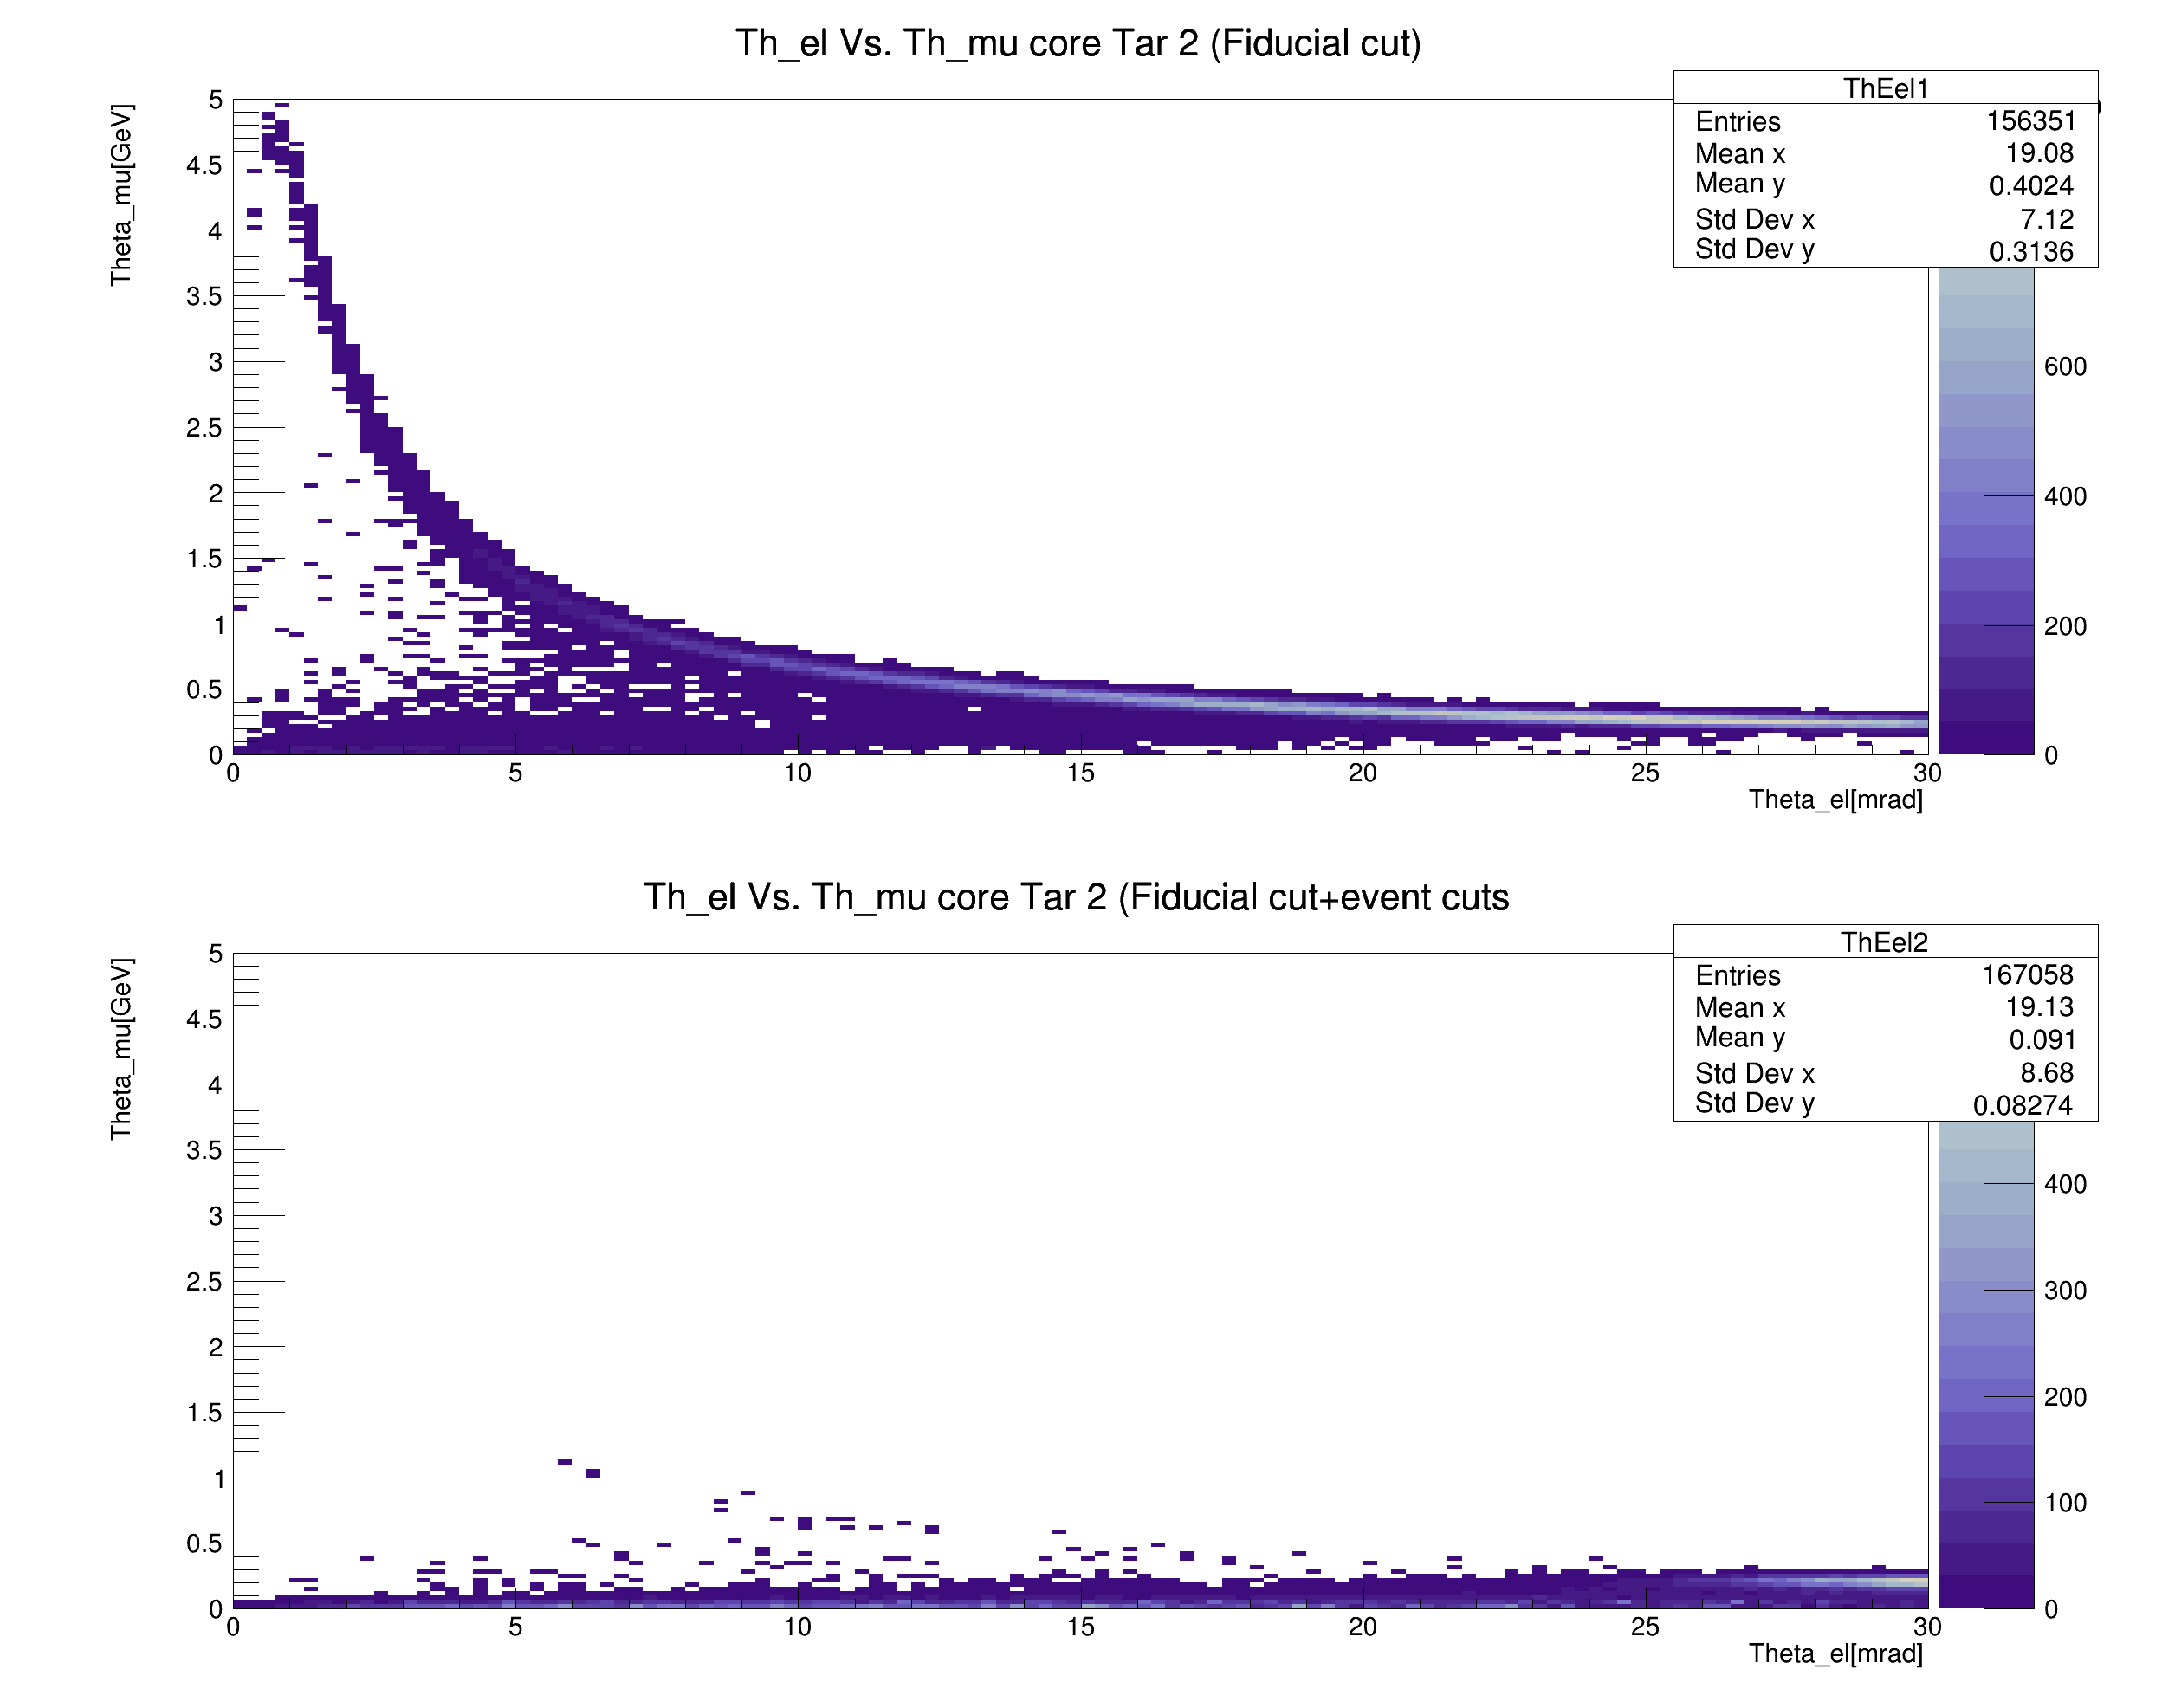 Th_el Vs. Th_mu core Tar 2 (Fiducial cut)
ThEel1
Entries 156351
Mean x 19.08
Mean y 0.4024
Std Dev x 7.12
Std Dev y 0.3136
Theta_mu[GeV]
5
4.5
4
3.5
3
2.5
2
1.5
1
0.5
0
0 5 10 15 20 25 30
Theta_el[mrad]
600
400
200
0
Th_el Vs. Th_mu core Tar 2 (Fiducial cut+event cuts
ThEel2
Entries 167058
Mean x 19.13
Mean y 0.091
Std Dev x 8.68
Std Dev y 0.08274
Theta_mu[GeV]
5
4.5
4
3.5
3
2.5
2
1.5
1
0.5
0
0 5 10 15 20 25 30
Theta_el[mrad]
400
300
200
100
0